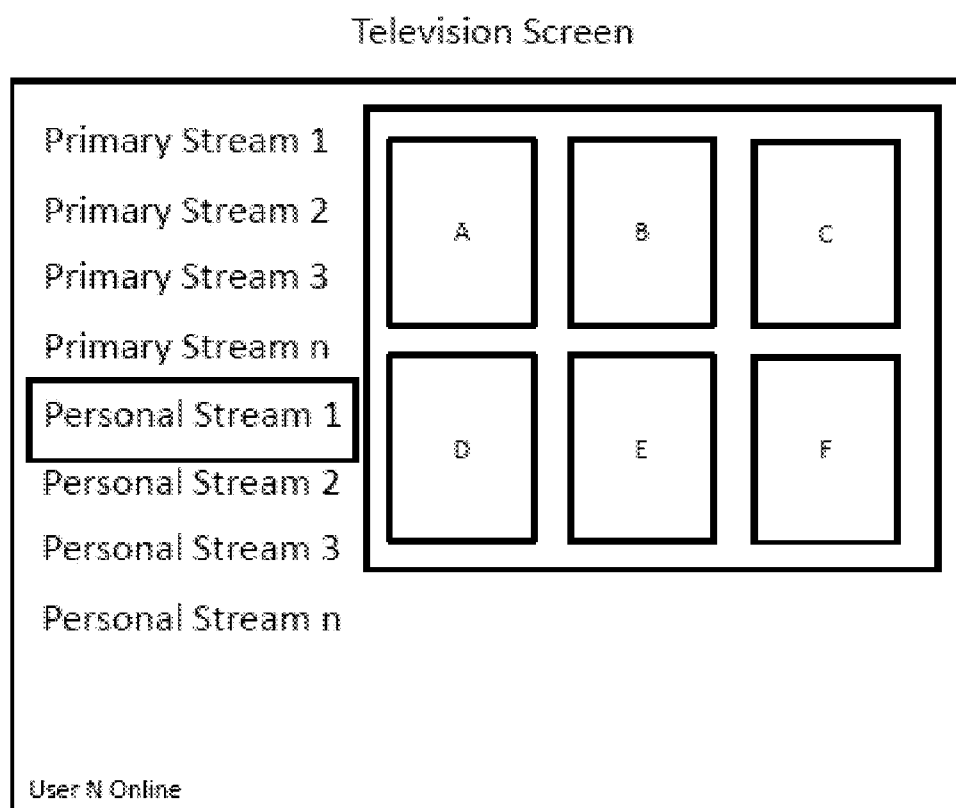 Television Screen
Primary Stream 1
Primary Stream 2
Primary Stream 3
Primary Stream n
Personal Stream 1
Personal Stream 2
Personal Stream 3
Personal Stream n
A B C
D E F
User N Online